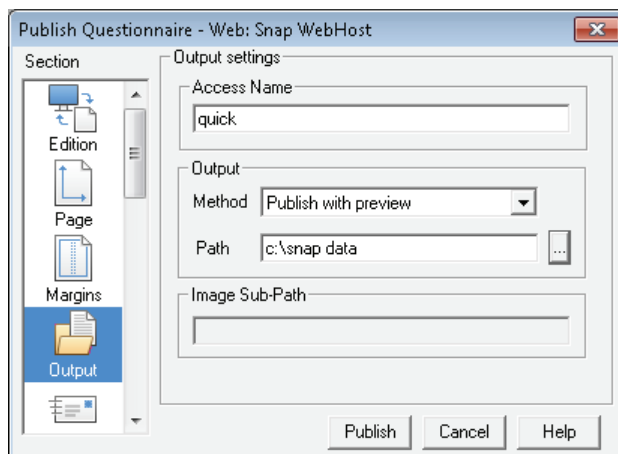 Publish Questionnaire - Web: Snap WebHost
Section
Edition
Page
Margins
Output
Output settings
Access Name
quick
Output
Method Publish with preview
Path c:\snap data ...
Image Sub-Path
Publish Cancel Help